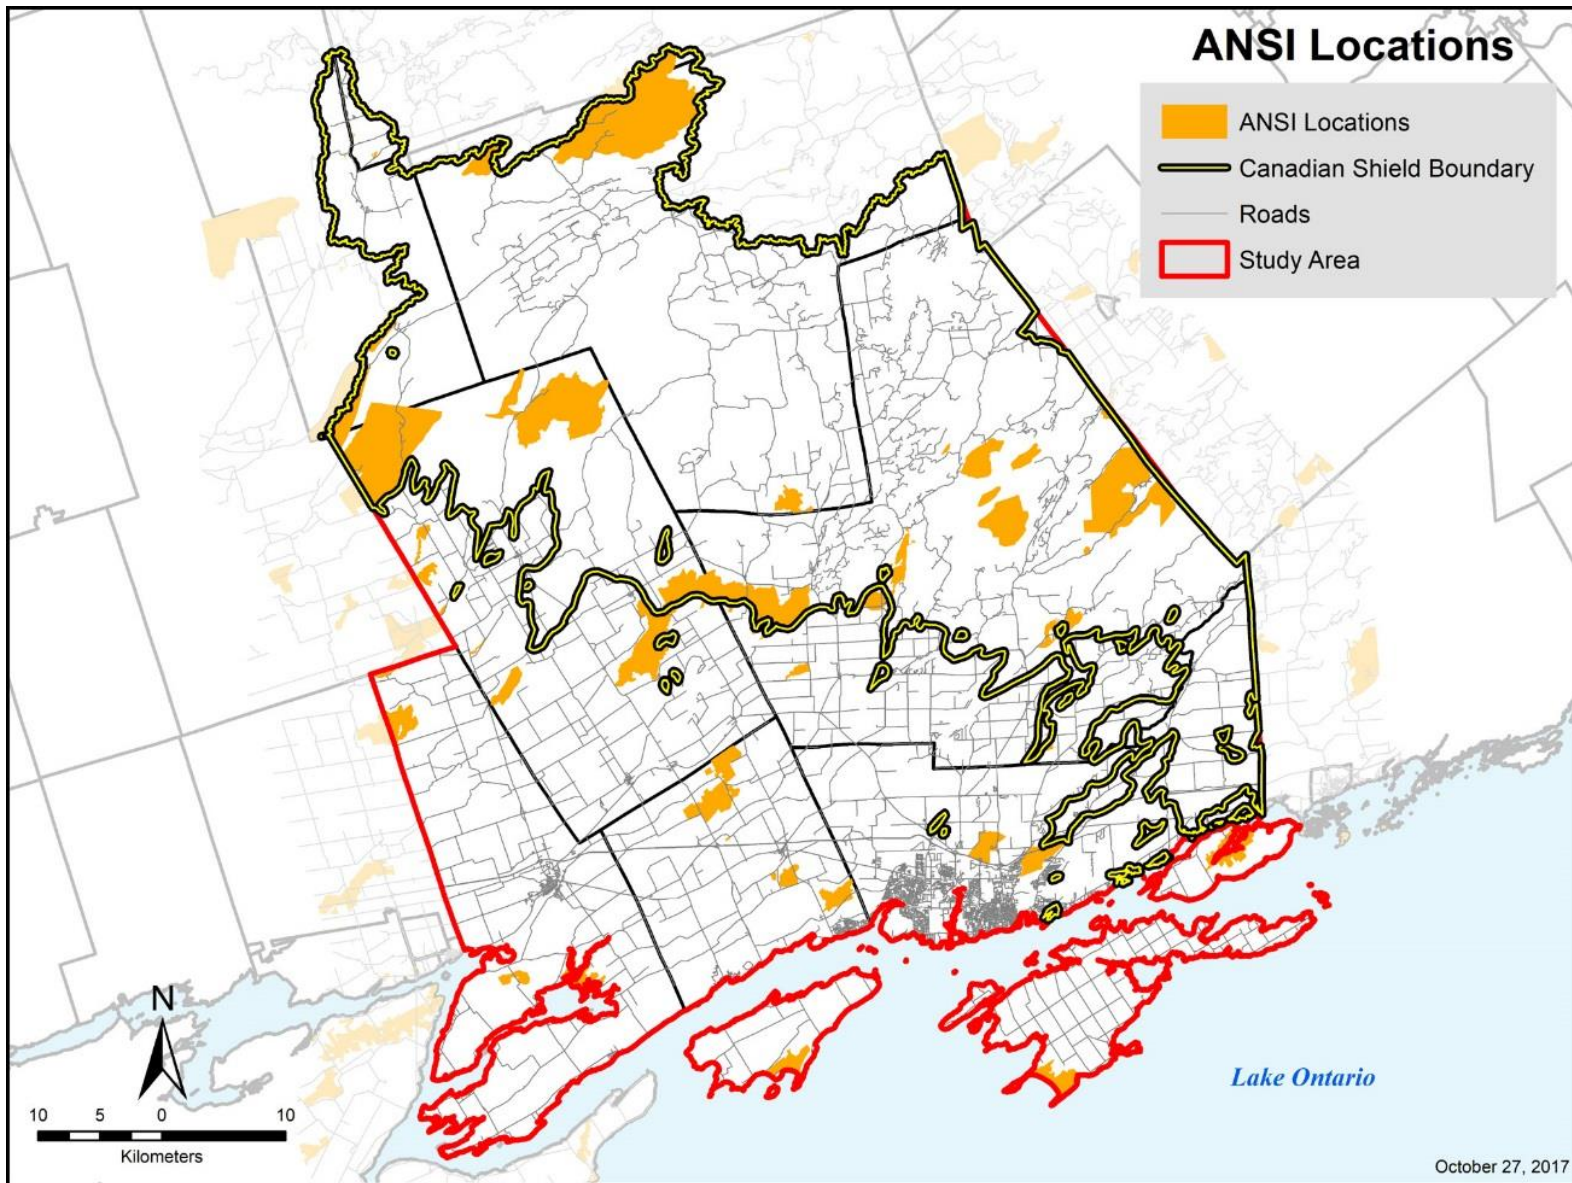 ANSI Locations
ANSI Locations
Canadian Shield Boundary
Roads
Study Area
N
10 5 0 10
Kilometers
Lake Ontario
October 27, 2017